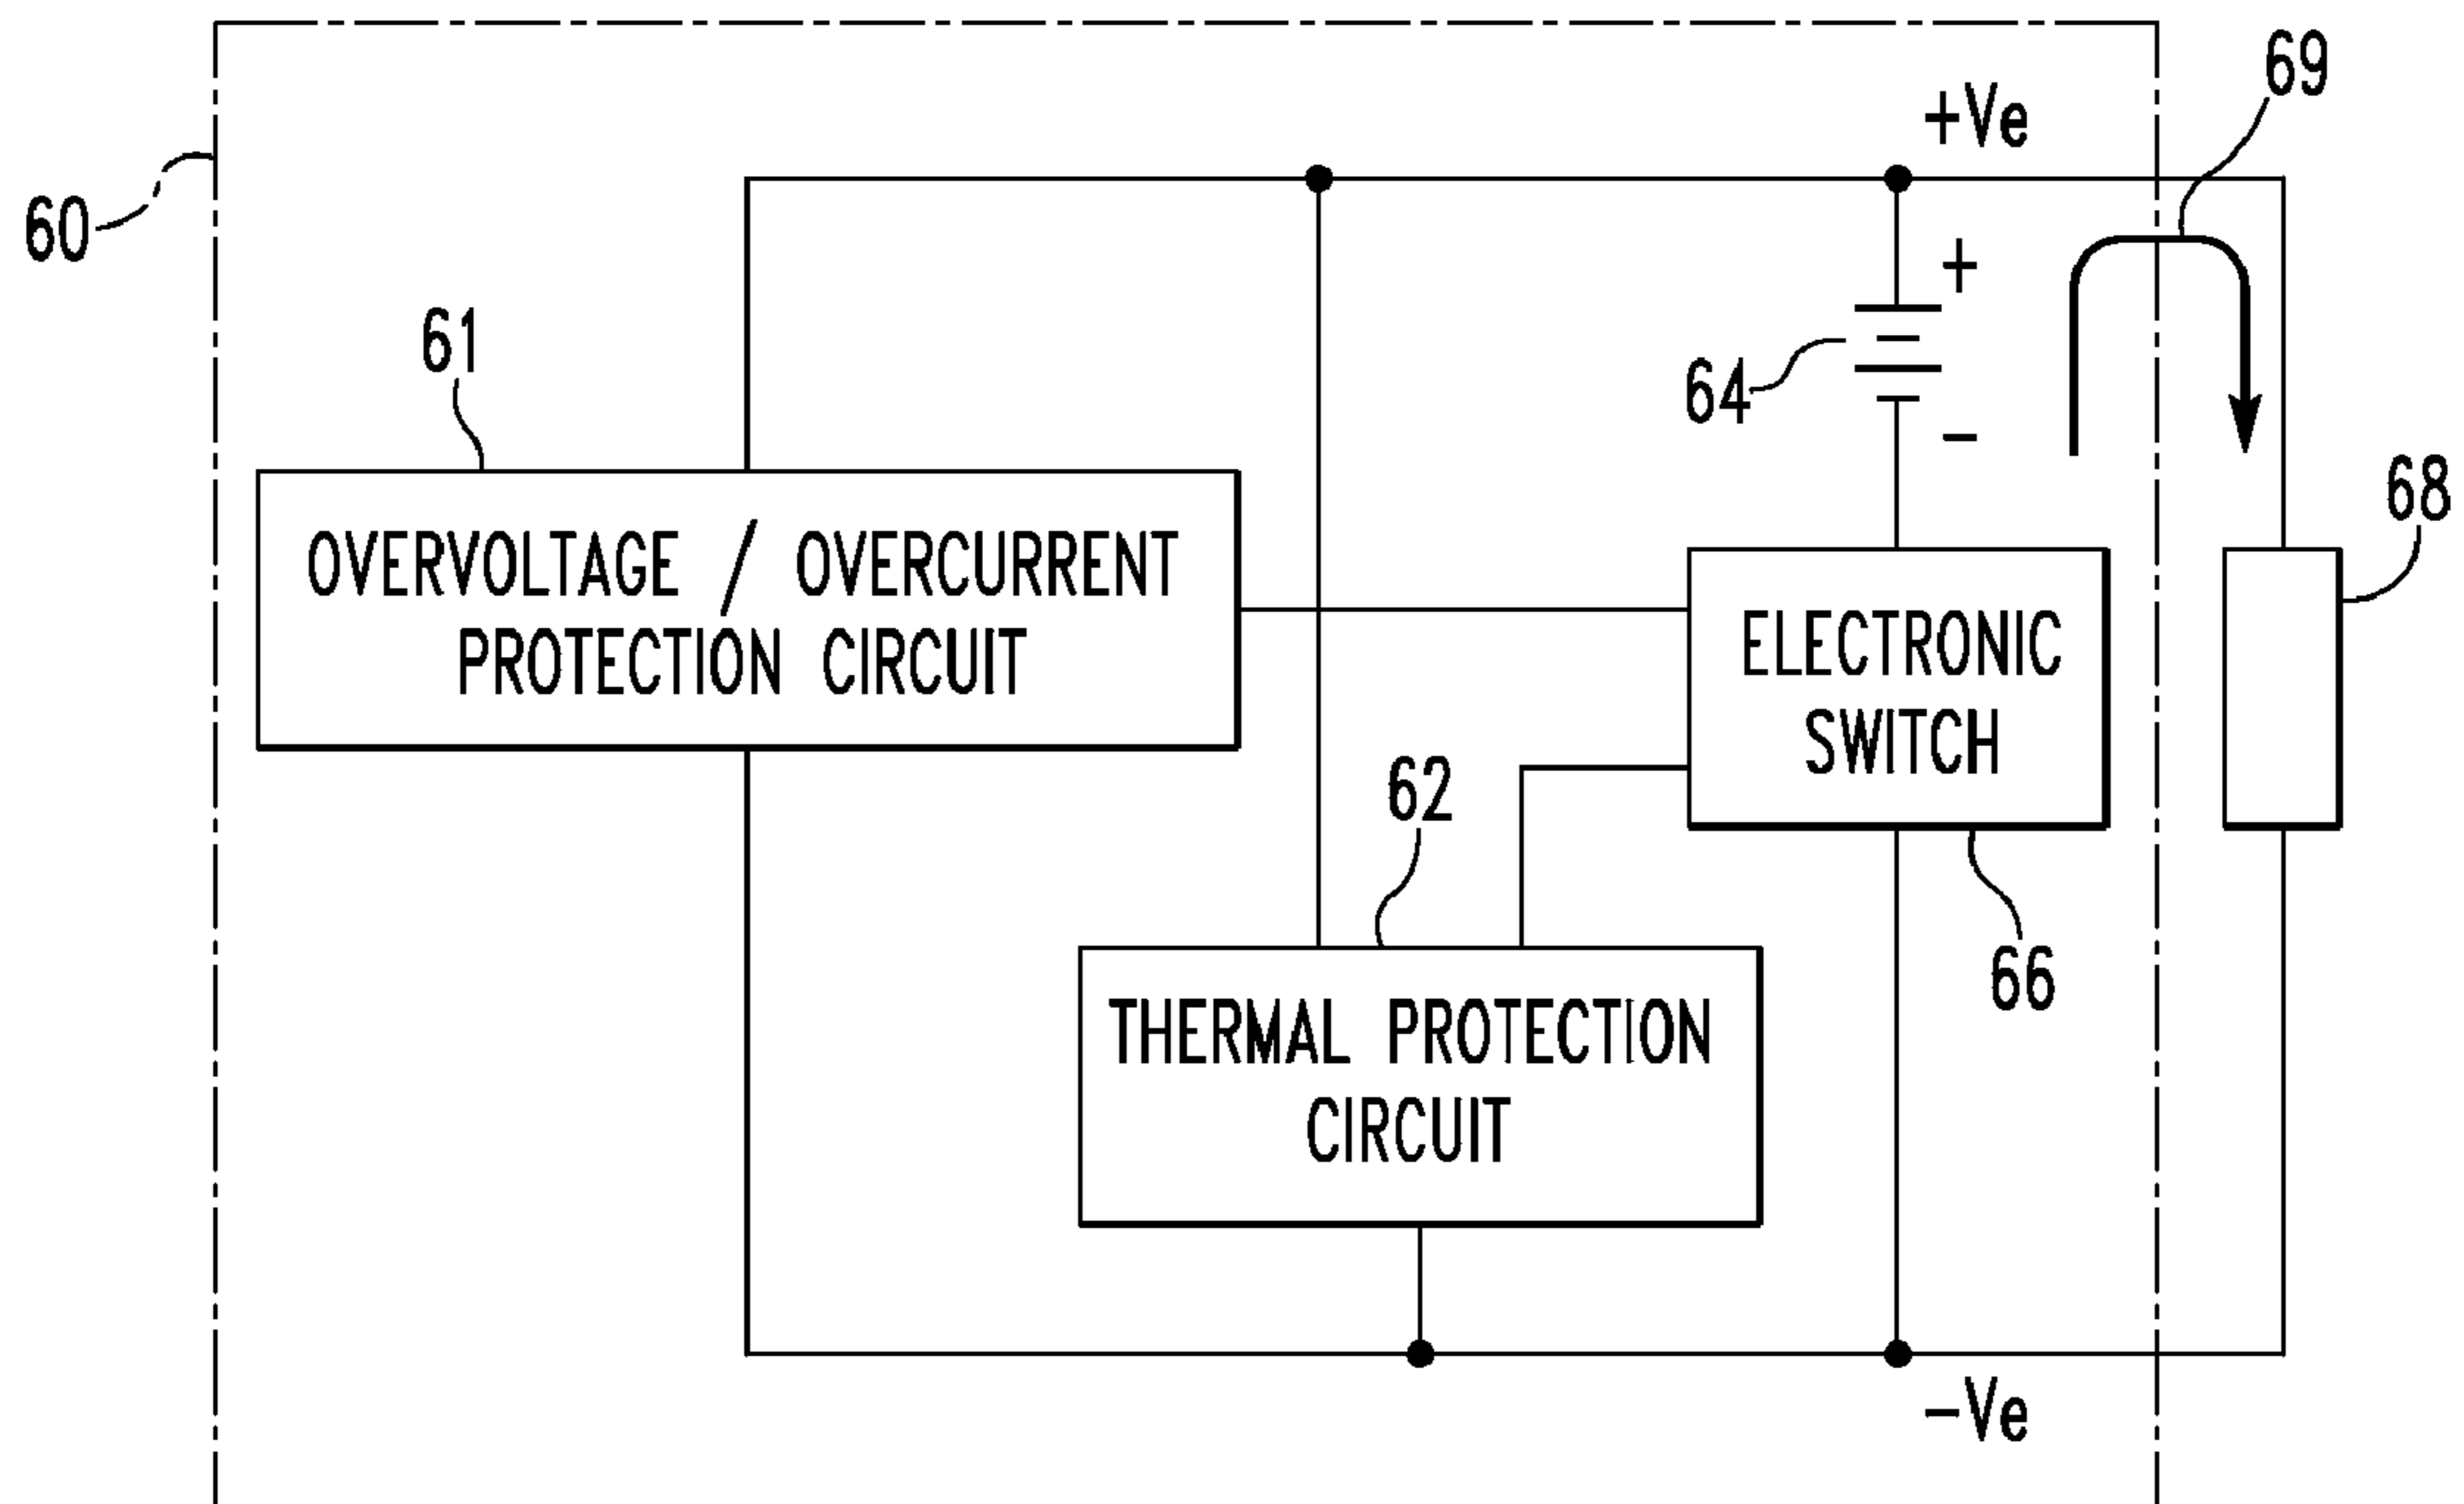 69
+Ve
60
+
61
64
−
68
OVERVOLTAGE / OVERCURRENT
PROTECTION CIRCUIT
ELECTRONIC
SWITCH
62
66
THERMAL PROTECTION
CIRCUIT
−Ve